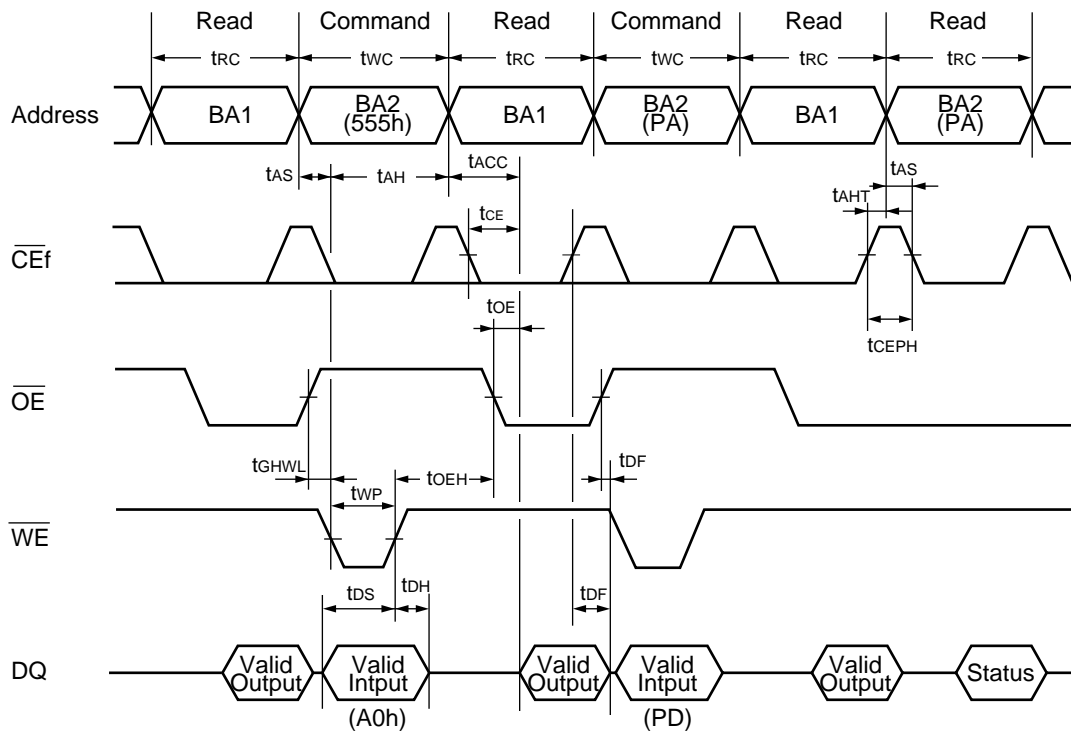 Read Command Read Command Read Read
tRC tWC tRC tWC tRC tRC
Address BA1 BA2 (555h) BA1 BA2 (PA) BA1 BA2 (PA)
tAS tAH tACC tAS
tAHT
CEf tCE
tOE
tCEPH
OE
tGHWL tWP tOEH tDF
WE
tDS tDH tDF
DQ Valid Output Valid Intput Valid Output Valid Intput Valid Output Status
(A0h) (PD)